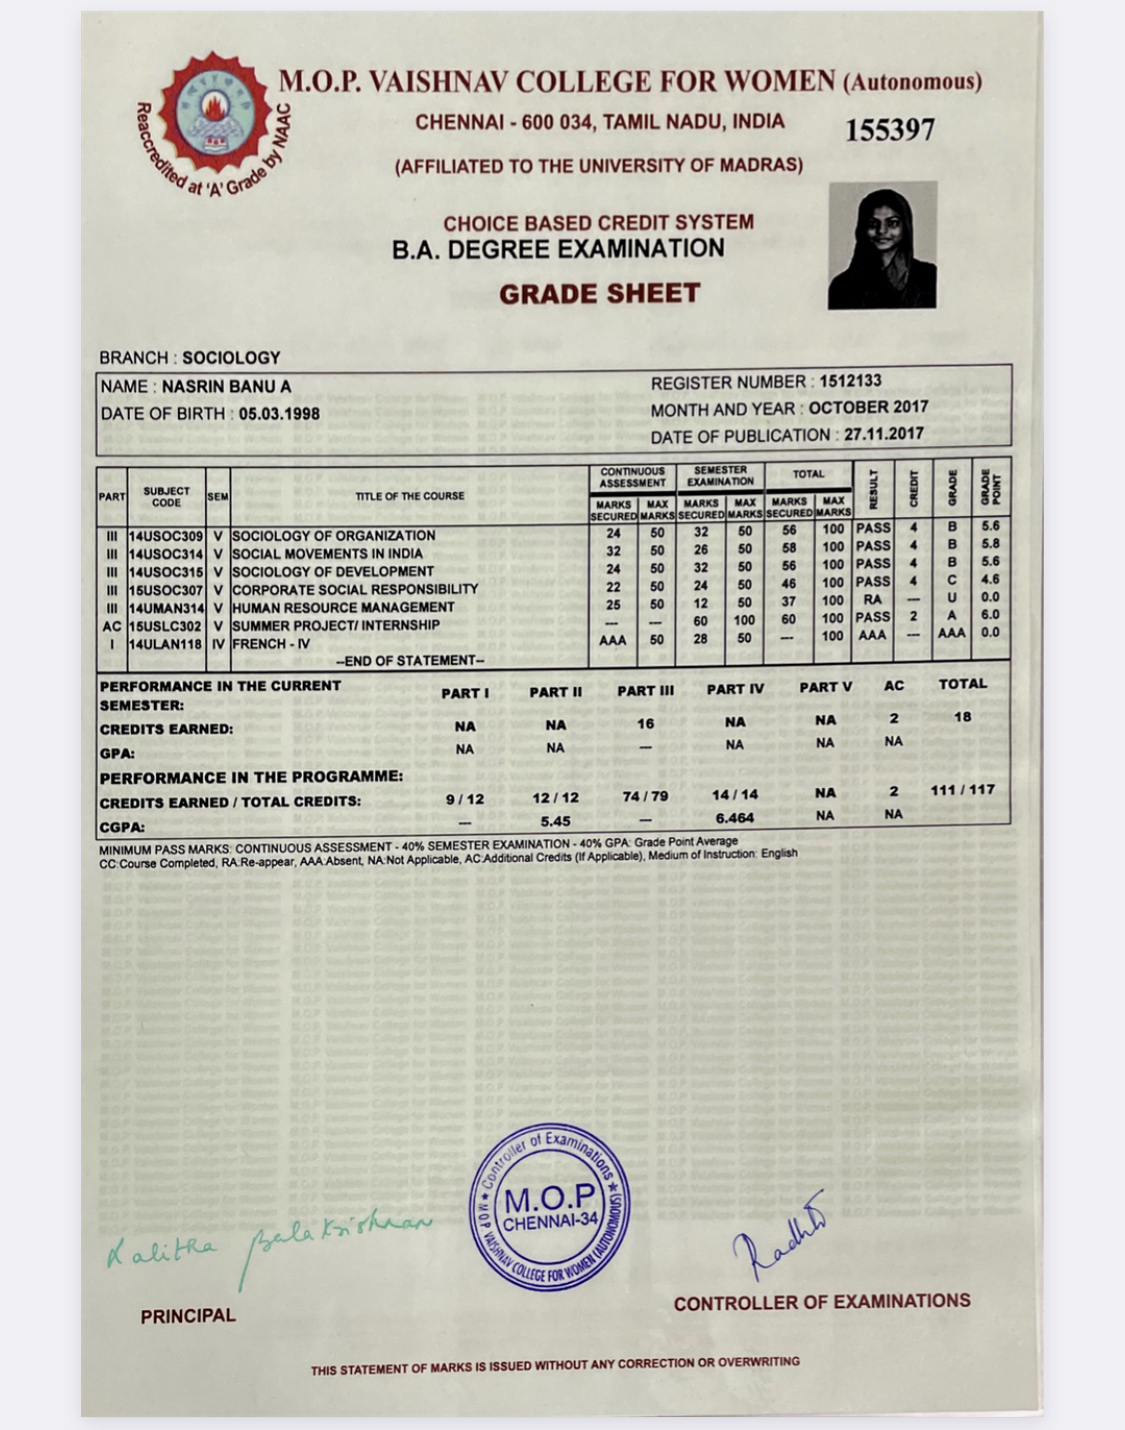 M.O.P. VAISHNAV COLLEGE FOR WOMEN (Autonomous)
CHENNAI - 600 034, TAMIL NADU, INDIA
155397
(AFFILIATED TO THE UNIVERSITY OF MADRAS)
Reaccredited at 'A' Grade by NAAC
CHOICE BASED CREDIT SYSTEM
B.A. DEGREE EXAMINATION
GRADE SHEET
BRANCH : SOCIOLOGY
NAME : NASRIN BANU A
REGISTER NUMBER : 1512133
DATE OF BIRTH : 05.03.1998
MONTH AND YEAR : OCTOBER 2017
DATE OF PUBLICATION : 27.11.2017
PART SUBJECT CODE SEM TITLE OF THE COURSE CONTINUOUS ASSESSMENT SEMESTER EXAMINATION TOTAL RESULT CREDIT GRADE GRADE POINT
MARKS SECURED MAX MARKS MARKS SECURED MAX MARKS MARKS SECURED MAX MARKS
III 14USOC309 V SOCIOLOGY OF ORGANIZATION 24 50 32 50 56 100 PASS 4 B 5.6
III 14USOC314 V SOCIAL MOVEMENTS IN INDIA 32 50 26 50 58 100 PASS 4 B 5.8
III 14USOC315 V SOCIOLOGY OF DEVELOPMENT 24 50 32 50 56 100 PASS 4 B 5.6
III 15USOC307 V CORPORATE SOCIAL RESPONSIBILITY 22 50 24 50 46 100 PASS 4 C 4.6
III 14UMAN314 V HUMAN RESOURCE MANAGEMENT 25 50 12 50 37 100 RA --- U 0.0
AC 15USLC302 V SUMMER PROJECT/ INTERNSHIP --- --- 60 100 60 100 PASS 2 A 6.0
I 14ULAN118 IV FRENCH - IV AAA 50 28 50 --- 100 AAA --- AAA 0.0
--END OF STATEMENT--
PERFORMANCE IN THE CURRENT SEMESTER: PART I PART II PART III PART IV PART V AC TOTAL
CREDITS EARNED: NA NA 16 NA NA 2 18
GPA: NA NA --- NA NA NA
PERFORMANCE IN THE PROGRAMME:
CREDITS EARNED / TOTAL CREDITS: 9 / 12 12 / 12 74 / 79 14 / 14 NA 2 111 / 117
CGPA: --- 5.45 --- 6.464 NA NA
MINIMUM PASS MARKS: CONTINUOUS ASSESSMENT - 40% SEMESTER EXAMINATION - 40% GPA: Grade Point Average
CC:Course Completed, RA:Re-appear, AAA:Absent, NA:Not Applicable, AC:Additional Credits (If Applicable), Medium of Instruction: English
Controller of Examinations
M.O.P
CHENNAI-34
M.O.P VAISHNAV COLLEGE FOR WOMEN (AUTONOMOUS)
Lalitha Balakrishnan
PRINCIPAL
CONTROLLER OF EXAMINATIONS
THIS STATEMENT OF MARKS IS ISSUED WITHOUT ANY CORRECTION OR OVERWRITING